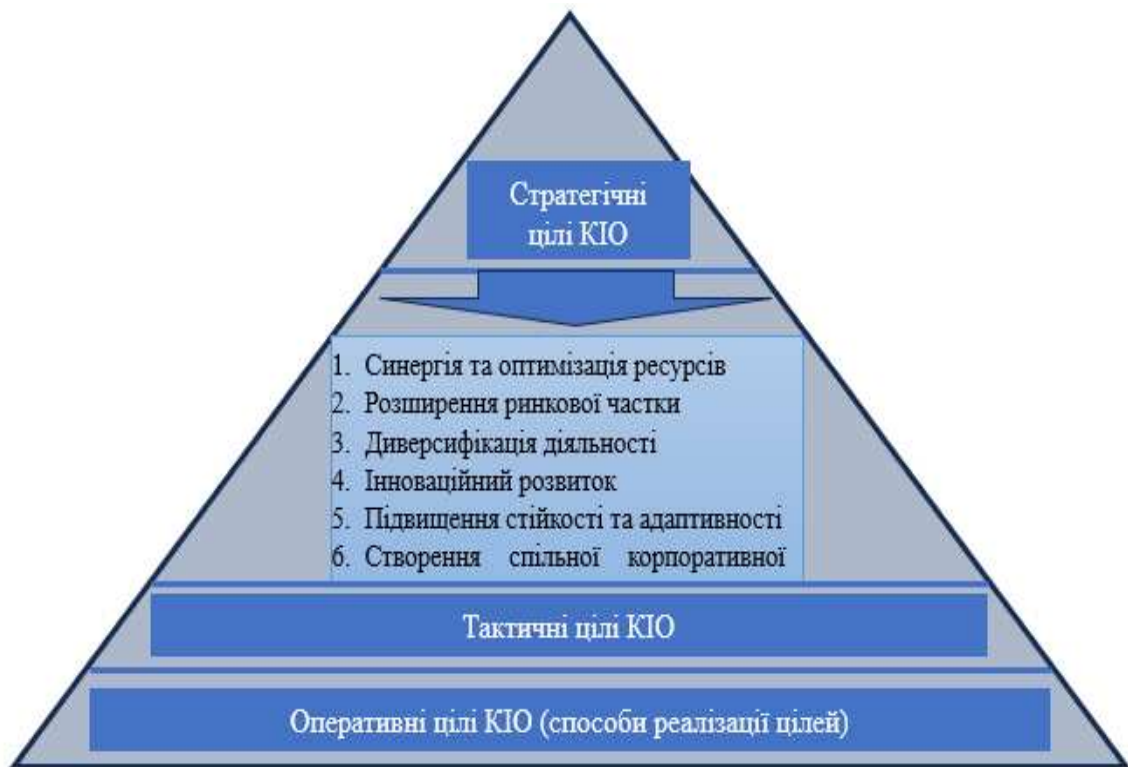 Стратегічні
цілі КІО
1. Синергія та оптимізація ресурсів
2. Розширення ринкової частки
3. Диверсифікація діяльності
4. Інноваційний розвиток
5. Підвищення стійкості та адаптивності
6. Створення спільної корпоративної
Тактичні цілі КІО
Оперативні цілі КІО (способи реалізації цілей)